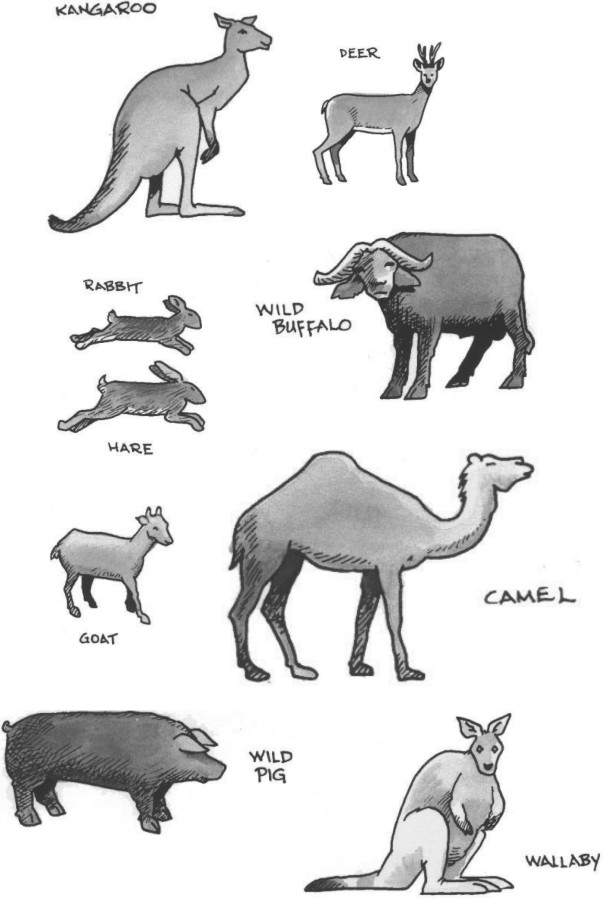 KANGAROO
DEER
RABBIT
WILD
BUFFALO
HARE
CAMEL
GOAT
WILD
PIG
WALLABY